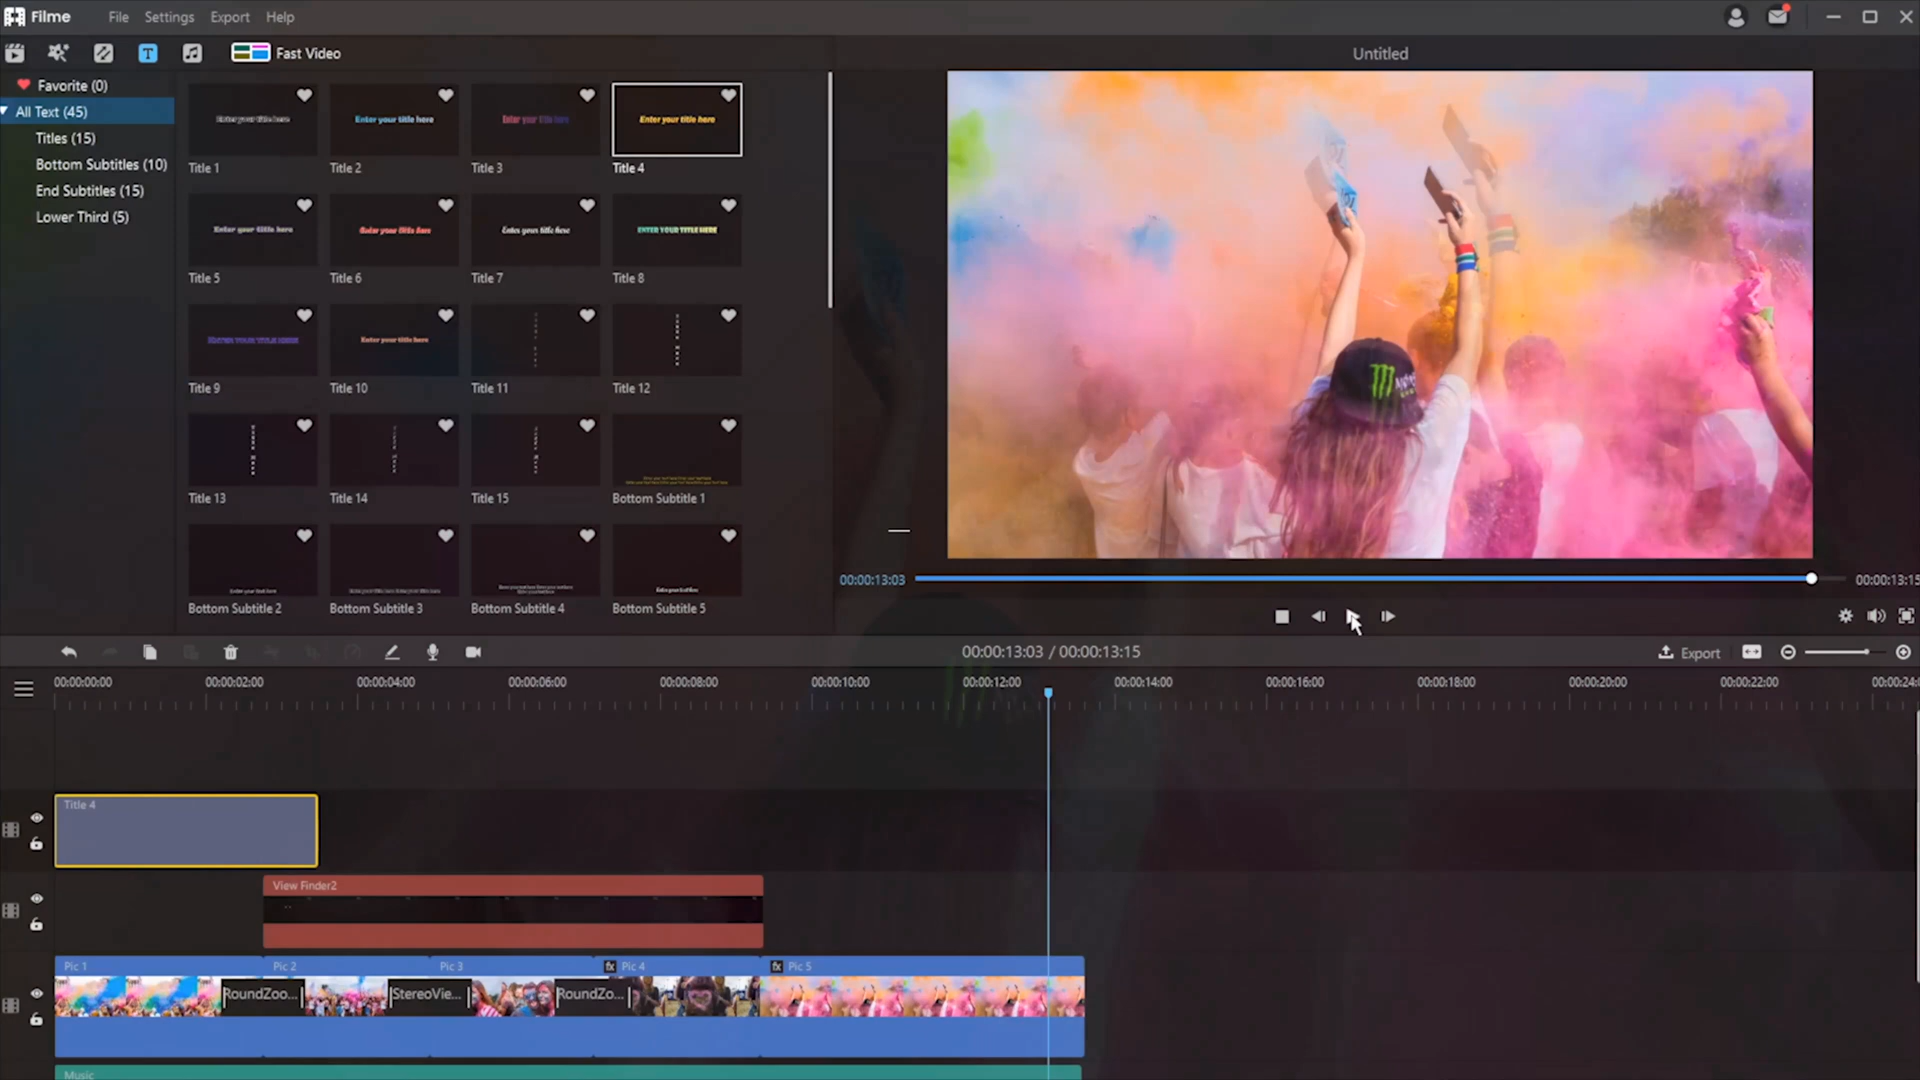 Filme File Settings Export Help
T Fast Video Untitled
Favorite (0)
All Text (45)
Titles (15)
Bottom Subtitles (10)
End Subtitles (15)
Lower Third (5)
Enter your title here Enter your title here Enter your title here Enter your title here
Title 1 Title 2 Title 3 Title 4
Enter your title here Enter your title here Enter your title here ENTER YOUR TITLE HERE
Title 5 Title 6 Title 7 Title 8
ENTER YOUR TITLE HERE Enter your title here
Title 9 Title 10 Title 11 Title 12
Title 13 Title 14 Title 15 Bottom Subtitle 1
Bottom Subtitle 2 Bottom Subtitle 3 Bottom Subtitle 4 Bottom Subtitle 5
00:00:13:03 00:00:13:15
00:00:13:03 / 00:00:13:15 Export
00:00:00:00 00:00:02:00 00:00:04:00 00:00:06:00 00:00:08:00 00:00:10:00 00:00:12:00 00:00:14:00 00:00:16:00 00:00:18:00 00:00:20:00 00:00:22:00 00:00:24:0
Title 4
View Finder2
Pic 1 Pic 2 Pic 3 fx Pic 4 fx Pic 5
RoundZoo... StereoVie... RoundZo...
Music